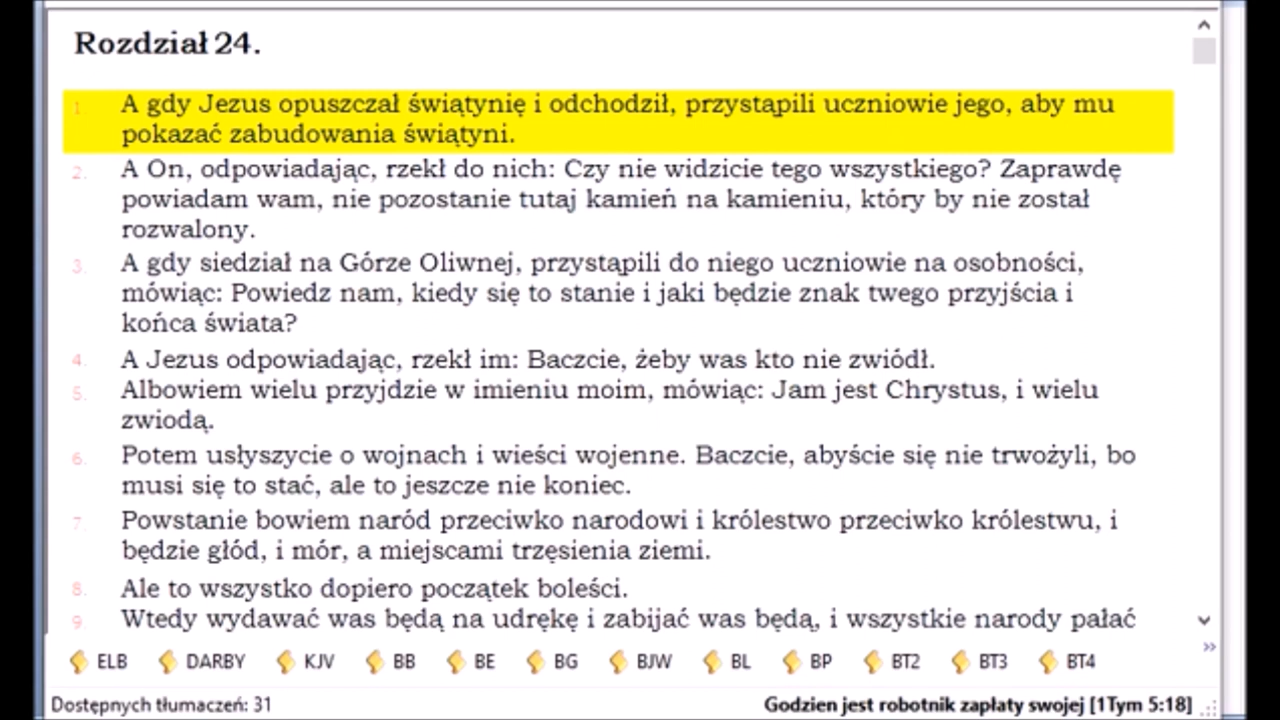 Rozdział 24.
1. A gdy Jezus opuszczał świątynię i odchodził, przystąpili uczniowie jego, aby mu
pokazać zabudowania świątyni.
2. A On, odpowiadając, rzekł do nich: Czy nie widzicie tego wszystkiego? Zaprawdę
powiadam wam, nie pozostanie tutaj kamień na kamieniu, który by nie został
rozwalony.
3. A gdy siedział na Górze Oliwnej, przystąpili do niego uczniowie na osobności,
mówiąc: Powiedz nam, kiedy się to stanie i jaki będzie znak twego przyjścia i
końca świata?
4. A Jezus odpowiadając, rzekł im: Baczcie, żeby was kto nie zwiódł.
5. Albowiem wielu przyjdzie w imieniu moim, mówiąc: Jam jest Chrystus, i wielu
zwiodą.
6. Potem usłyszycie o wojnach i wieści wojenne. Baczcie, abyście się nie trwożyli, bo
musi się to stać, ale to jeszcze nie koniec.
7. Powstanie bowiem naród przeciwko narodowi i królestwo przeciwko królestwu, i
będzie głód, i mór, a miejscami trzęsienia ziemi.
8. Ale to wszystko dopiero początek boleści.
9. Wtedy wydawać was będą na udrękę i zabijać was będą, i wszystkie narody pałać
ELB DARBY KJV BB BE BG BJW BL BP BT2 BT3 BT4
Dostępnych tłumaczeń: 31 Godzien jest robotnik zapłaty swojej [1Tym 5:18]